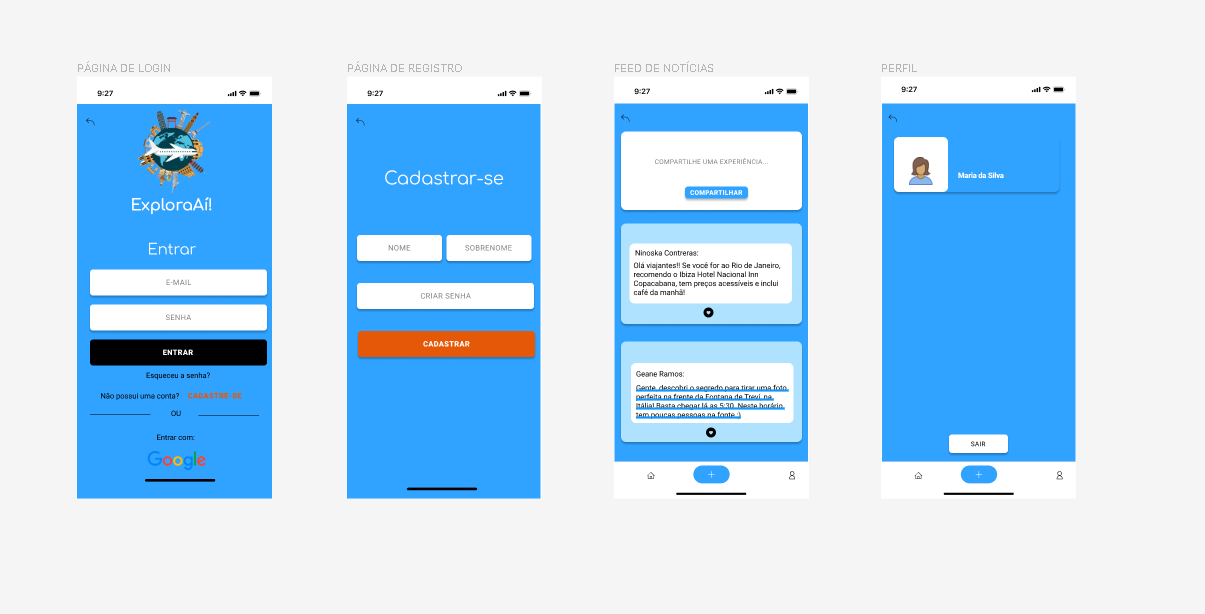 PÁGINA DE LOGIN
9:27
ExploraAí!
Entrar
E-MAIL
SENHA
ENTRAR
Esqueceu a senha?
Não possui uma conta? CADASTRE-SE
OU
Entrar com:
Google
PÁGINA DE REGISTRO
9:27
Cadastrar-se
NOME SOBRENOME
CRIAR SENHA
CADASTRAR
FEED DE NOTÍCIAS
9:27
COMPARTILHE UMA EXPERIÊNCIA...
COMPARTILHAR
Ninoska Contreras:
Olá viajantes!! Se você for ao Rio de Janeiro,
recomendo o Ibiza Hotel Nacional Inn
Copacabana, tem preços acessíveis e inclui
café da manhã!
Geane Ramos:
Gente, descobri o segredo para tirar uma foto
perfeita na frente da Fontana de Trevi, na
Itália! Basta chegar lá as 5:30. Neste horário
tem poucas pessoas na fonte :)
PERFIL
9:27
Maria da Silva
SAIR